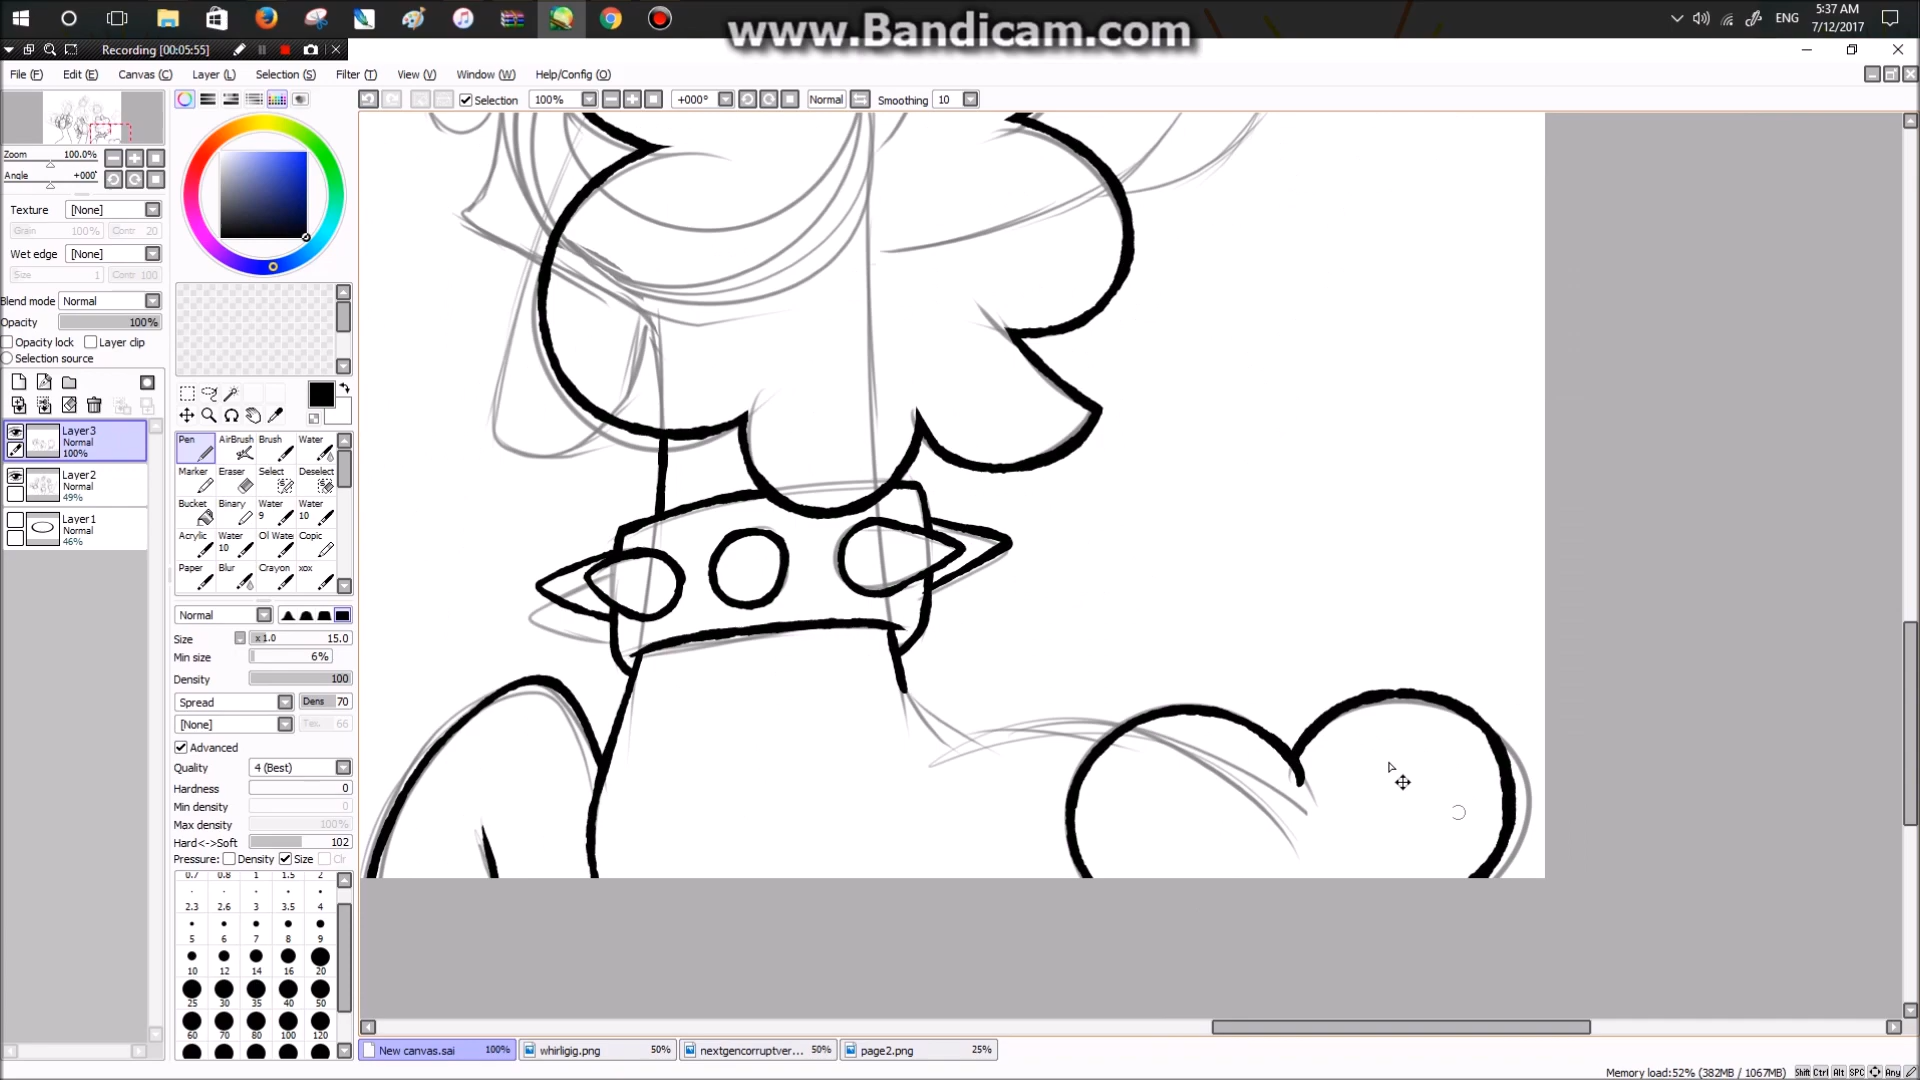 www.Bandicam.com
ENG
5:37 AM
7/12/2017
Recording [00:05:55]
File (F) Edit (E) Canvas (C) Layer (L) Selection (S) Filter (T) View (V) Window (W) Help/Config (O)
Selection 100% +000° Normal Smoothing 10
Zoom 100.0%
Angle +000°
Texture [None]
Grain 100% Contr 20
Wet edge [None]
Size 1 Contr 100
Blend mode Normal
Opacity 100%
Opacity lock Layer clip
Selection source
Layer3
Normal
100%
Layer2
Normal
49%
Layer1
Normal
46%
Pen AirBrush Brush Water
Marker Eraser Select Deselect
Bucket Binary Water 9 Water 10
Acrylic Water 10 Oil Wate Copic
Paper Blur Crayon xox
Normal
Size x 1.0 15.0
Min size 6%
Density 100
Spread Dens 70
[None] Tex. 66
Advanced
Quality 4 (Best)
Hardness 0
Min density 0
Max density 100%
Hard<->Soft 102
Pressure: Density Size Clr
0.7 0.8 1 1.5 2
2.3 2.6 3 3.5 4
5 6 7 8 9
10 12 14 16 20
25 30 35 40 50
60 70 80 100 120
New canvas.sai 100% whirligig.png 50% nextgencorruptver... 50% page2.png 25%
Memory load:52% (382MB / 1067MB) Shift Ctrl Alt SPC Any